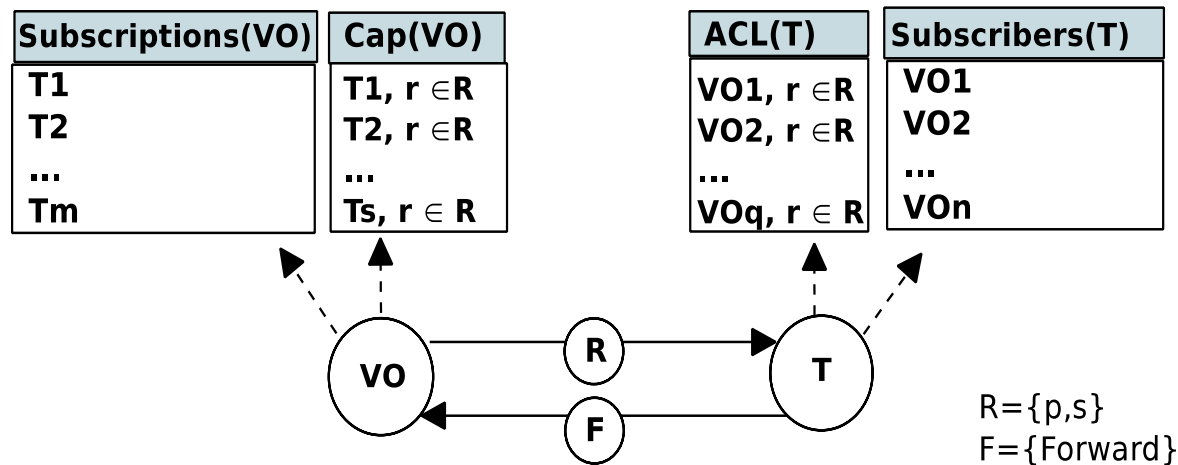 Subscriptions(VO)
T1
T2
...
Tm
Cap(VO)
T1, r ∈R
T2, r ∈R
...
Ts, r ∈ R
ACL(T)
VO1, r ∈R
VO2, r ∈R
...
VOq, r ∈ R
Subscribers(T)
VO1
VO2
...
VOn
VO
R
F
T
R={p,s}
F={Forward}